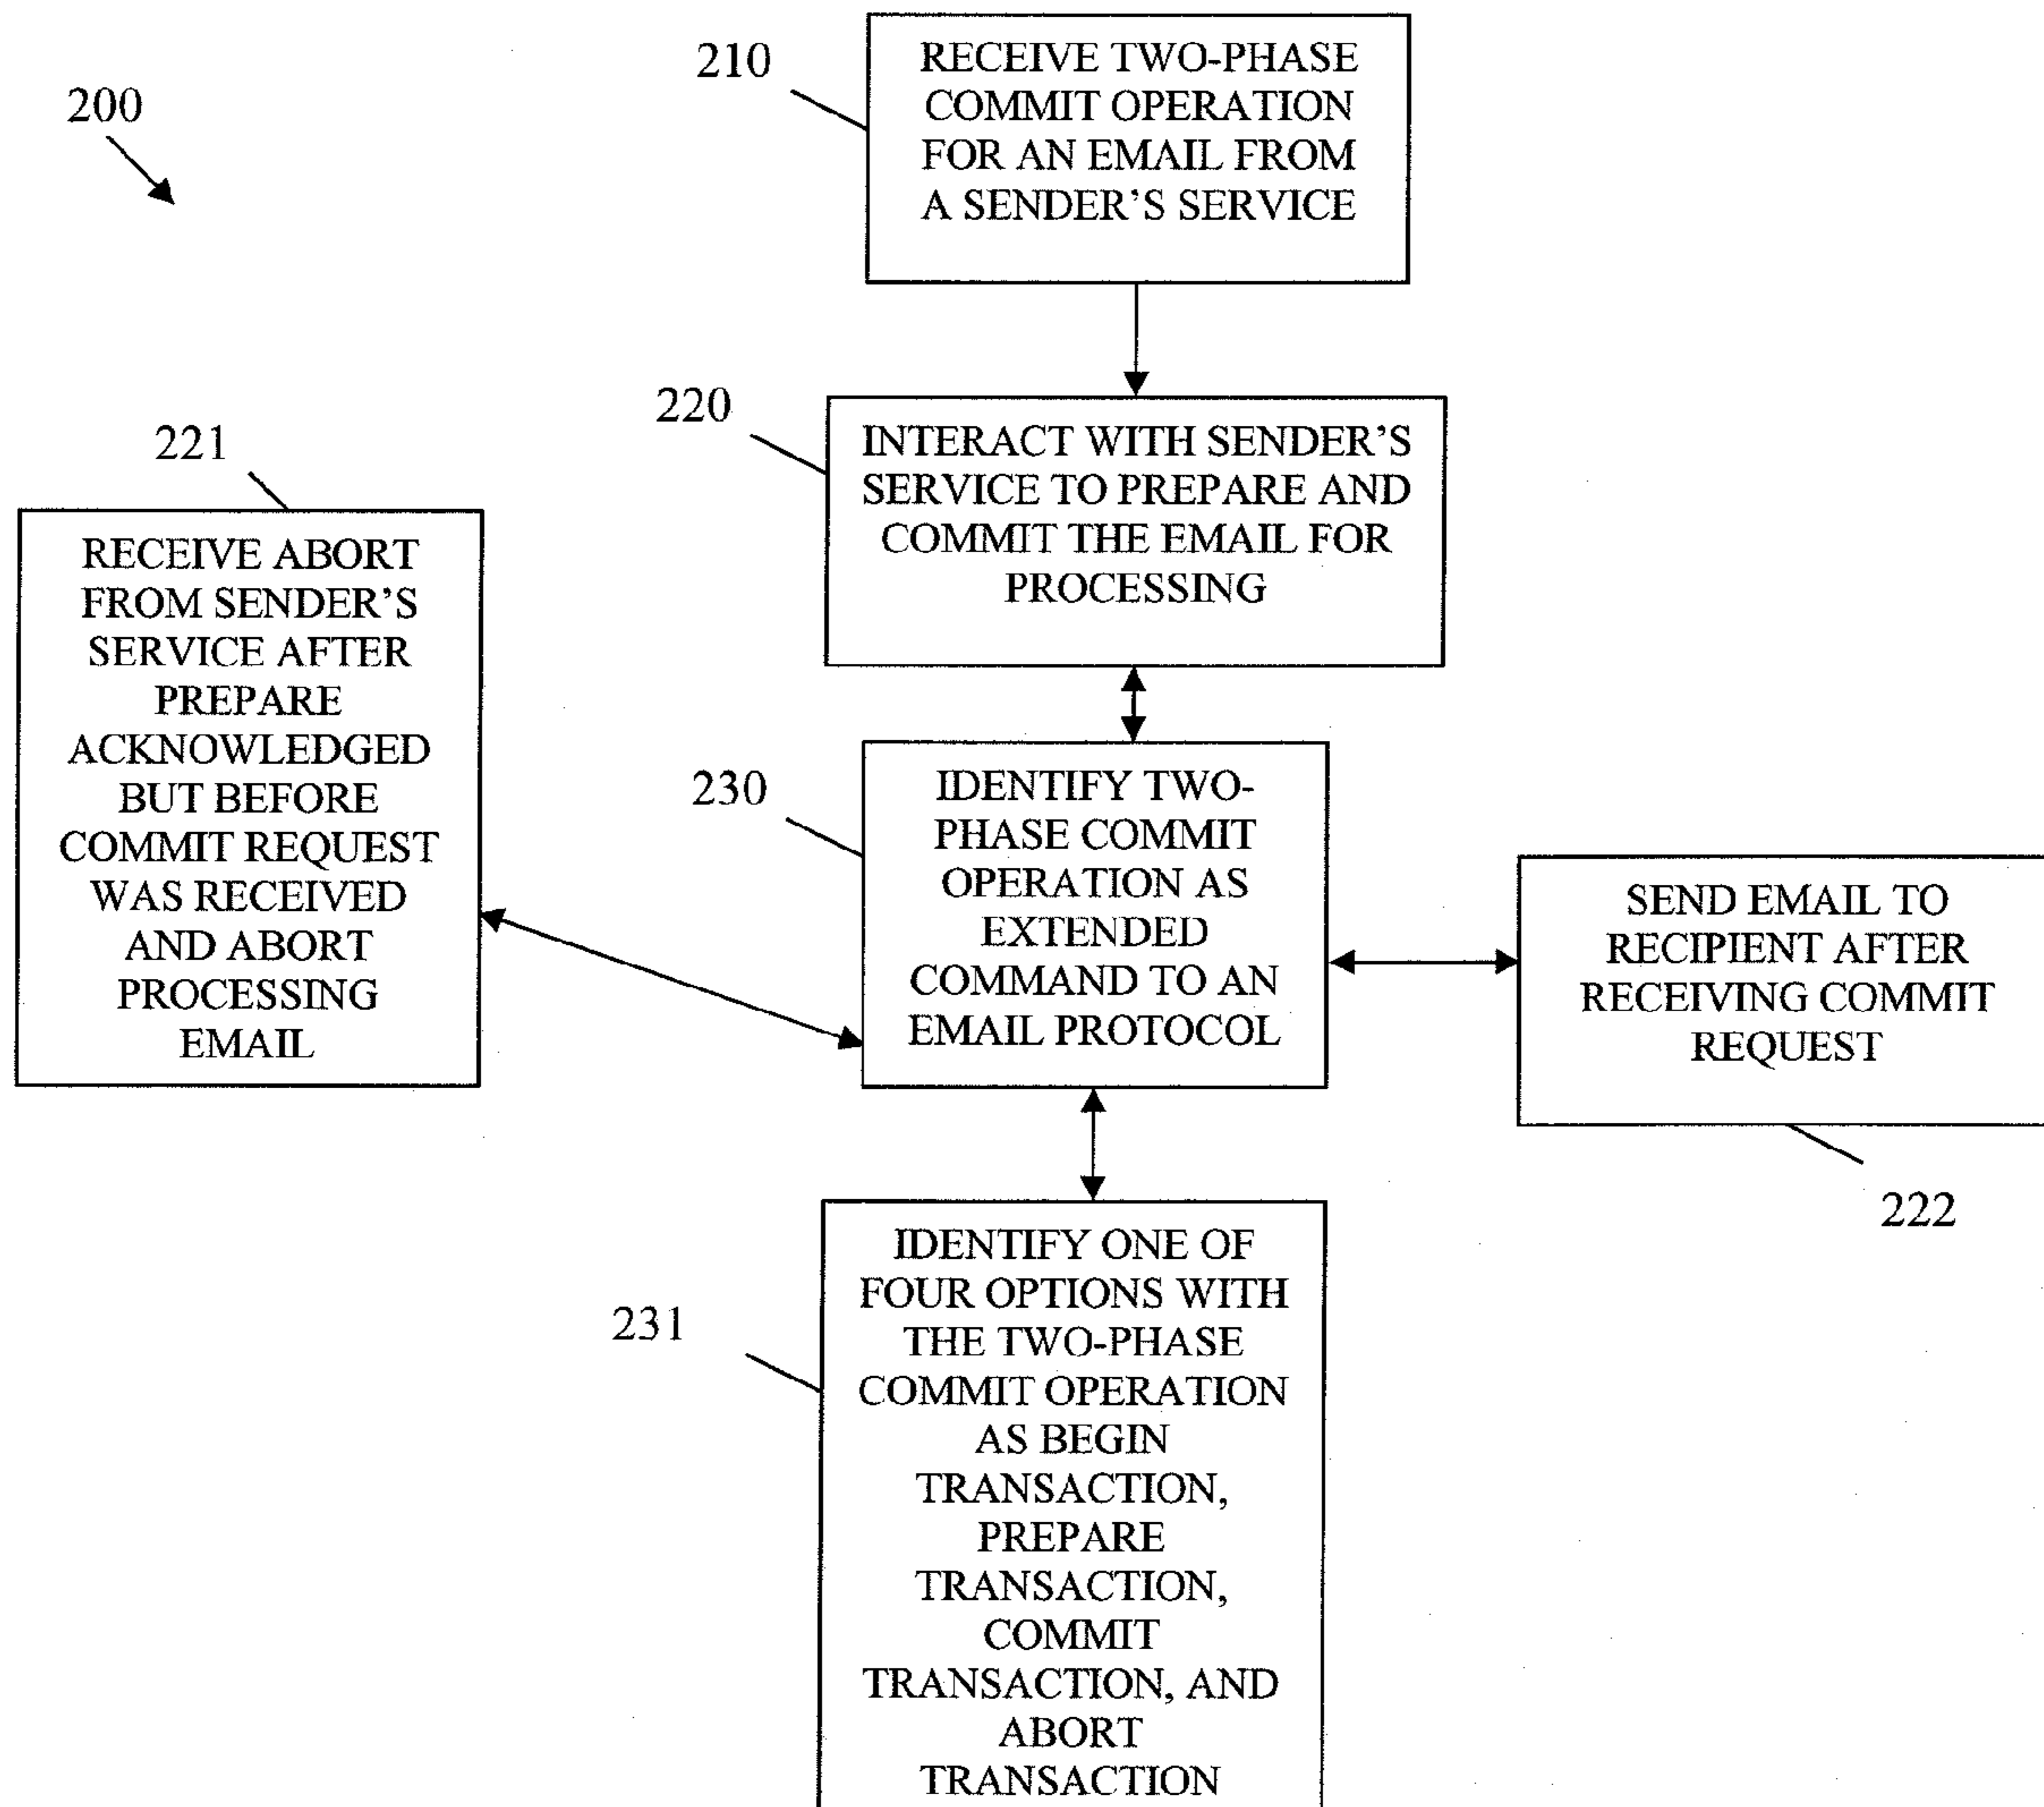 200
210
RECEIVE TWO-PHASE
COMMIT OPERATION
FOR AN EMAIL FROM
A SENDER'S SERVICE
220
INTERACT WITH SENDER'S
SERVICE TO PREPARE AND
COMMIT THE EMAIL FOR
PROCESSING
221
RECEIVE ABORT
FROM SENDER'S
SERVICE AFTER
PREPARE
ACKNOWLEDGED
BUT BEFORE
COMMIT REQUEST
WAS RECEIVED
AND ABORT
PROCESSING
EMAIL
230
IDENTIFY TWO-
PHASE COMMIT
OPERATION AS
EXTENDED
COMMAND TO AN
EMAIL PROTOCOL
SEND EMAIL TO
RECIPIENT AFTER
RECEIVING COMMIT
REQUEST
222
231
IDENTIFY ONE OF
FOUR OPTIONS WITH
THE TWO-PHASE
COMMIT OPERATION
AS BEGIN
TRANSACTION,
PREPARE
TRANSACTION,
COMMIT
TRANSACTION, AND
ABORT
TRANSACTION